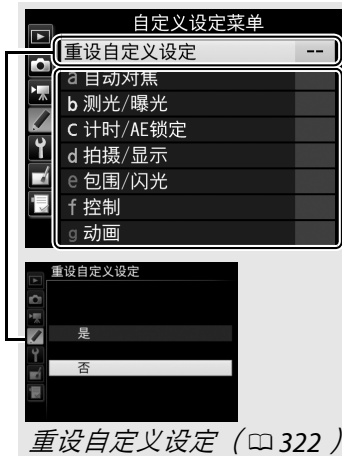 自定义设定菜单
重设自定义设定 --
a 自动对焦
b 测光/曝光
c 计时/AE锁定
d 拍摄/显示
e 包围/闪光
f 控制
g 动画
重设自定义设定
是
否
重设自定义设定（ 322 ）